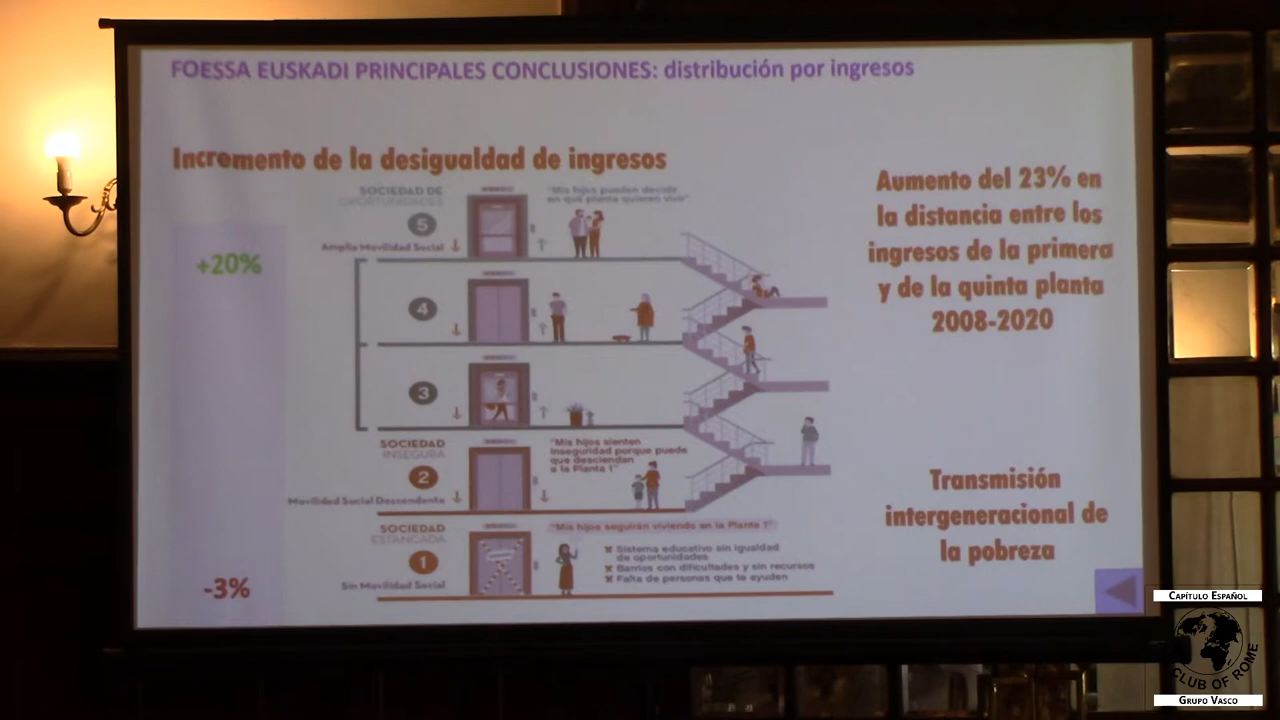 FOESSA EUSKADI PRINCIPALES CONCLUSIONES: distribución por ingresos
Incremento de la desigualdad de ingresos
SOCIEDAD DE
OPORTUNIDADES
5
Amplia Movilidad Social
"Mis hijos pueden decidir
en qué planta quieren vivir"
+20%
4
3
SOCIEDAD
INSEGURA
2
Movilidad Social Descendente
"Mis hijos sienten
inseguridad porque puede
que desciendan
a la Planta 1"
SOCIEDAD
ESTANCADA
1
Sin Movilidad Social
"Mis hijos seguirán viviendo en la Planta 1"
Sistema educativo sin igualdad
de oportunidades
Barrios con dificultades y sin recursos
Falta de personas que te ayuden
-3%
Aumento del 23% en
la distancia entre los
ingresos de la primera
y de la quinta planta
2008-2020
Transmisión
intergeneracional de
la pobreza
Capítulo Español
CLUB OF ROME
Grupo Vasco